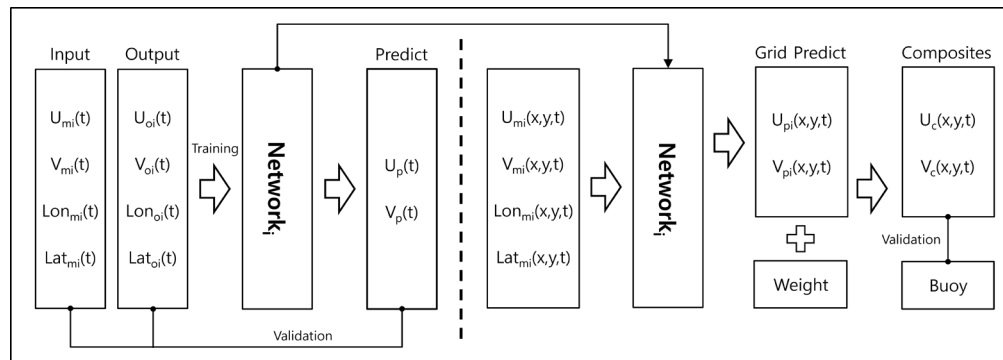 Input
Output
Predict
Grid Predict
Composites
U_mi(t)
V_mi(t)
Lon_mi(t)
Lat_mi(t)
U_oi(t)
V_oi(t)
Lon_oi(t)
Lat_oi(t)
Training
Network_i
U_p(t)
V_p(t)
Validation
U_mi(x,y,t)
V_mi(x,y,t)
Lon_mi(x,y,t)
Lat_mi(x,y,t)
Network_i
U_pi(x,y,t)
V_pi(x,y,t)
Weight
U_c(x,y,t)
V_c(x,y,t)
Validation
Buoy